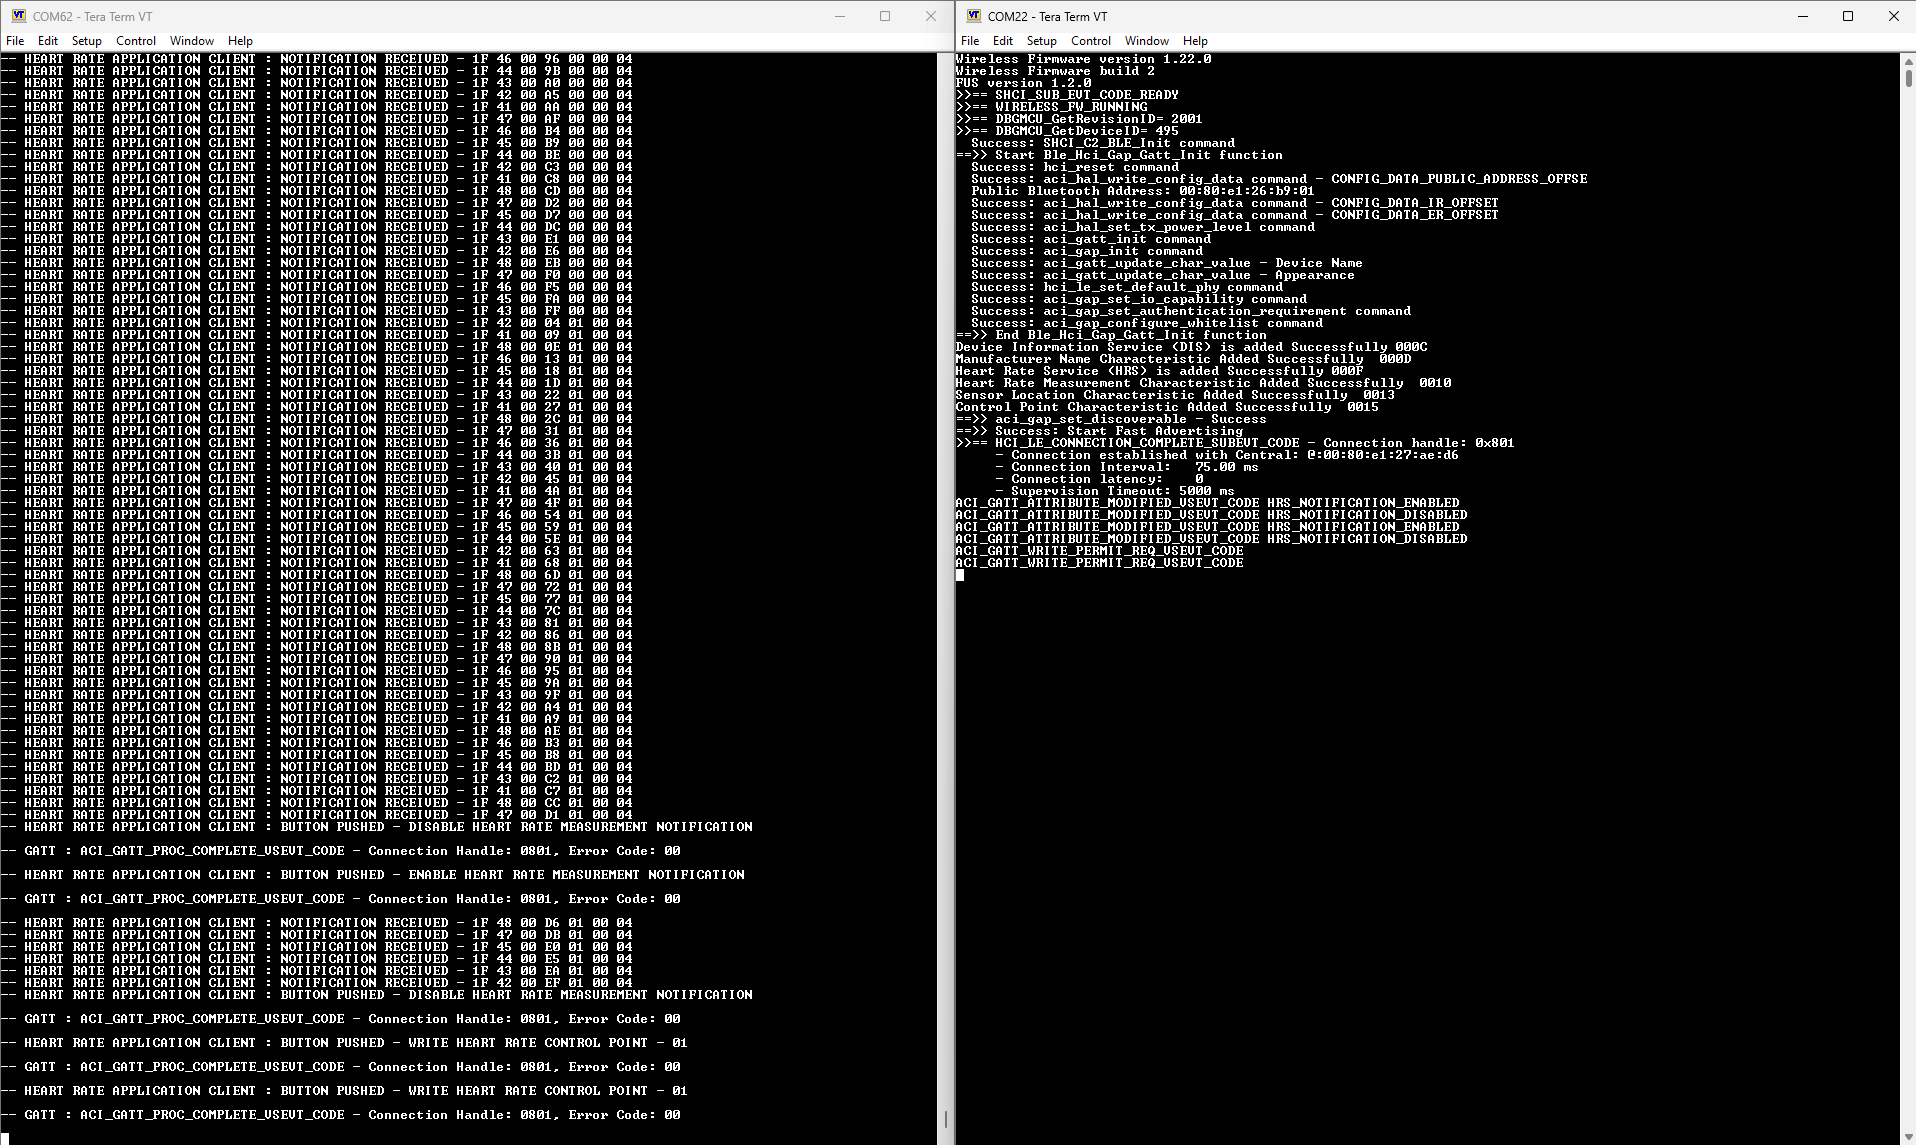 COM62 - Tera Term VT
File Edit Setup Control Window Help
-- HEART RATE APPLICATION CLIENT : NOTIFICATION RECEIVED - 1F 46 00 96 00 00 04
-- HEART RATE APPLICATION CLIENT : NOTIFICATION RECEIVED - 1F 44 00 9B 00 00 04
-- HEART RATE APPLICATION CLIENT : NOTIFICATION RECEIVED - 1F 43 00 A0 00 00 04
-- HEART RATE APPLICATION CLIENT : NOTIFICATION RECEIVED - 1F 42 00 A5 00 00 04
-- HEART RATE APPLICATION CLIENT : NOTIFICATION RECEIVED - 1F 41 00 AA 00 00 04
-- HEART RATE APPLICATION CLIENT : NOTIFICATION RECEIVED - 1F 47 00 AF 00 00 04
-- HEART RATE APPLICATION CLIENT : NOTIFICATION RECEIVED - 1F 46 00 B4 00 00 04
-- HEART RATE APPLICATION CLIENT : NOTIFICATION RECEIVED - 1F 45 00 B9 00 00 04
-- HEART RATE APPLICATION CLIENT : NOTIFICATION RECEIVED - 1F 44 00 BE 00 00 04
-- HEART RATE APPLICATION CLIENT : NOTIFICATION RECEIVED - 1F 42 00 C3 00 00 04
-- HEART RATE APPLICATION CLIENT : NOTIFICATION RECEIVED - 1F 41 00 C8 00 00 04
-- HEART RATE APPLICATION CLIENT : NOTIFICATION RECEIVED - 1F 48 00 CD 00 00 04
-- HEART RATE APPLICATION CLIENT : NOTIFICATION RECEIVED - 1F 47 00 D2 00 00 04
-- HEART RATE APPLICATION CLIENT : NOTIFICATION RECEIVED - 1F 45 00 D7 00 00 04
-- HEART RATE APPLICATION CLIENT : NOTIFICATION RECEIVED - 1F 44 00 DC 00 00 04
-- HEART RATE APPLICATION CLIENT : NOTIFICATION RECEIVED - 1F 43 00 E1 00 00 04
-- HEART RATE APPLICATION CLIENT : NOTIFICATION RECEIVED - 1F 42 00 E6 00 00 04
-- HEART RATE APPLICATION CLIENT : NOTIFICATION RECEIVED - 1F 48 00 EB 00 00 04
-- HEART RATE APPLICATION CLIENT : NOTIFICATION RECEIVED - 1F 47 00 F0 00 00 04
-- HEART RATE APPLICATION CLIENT : NOTIFICATION RECEIVED - 1F 46 00 F5 00 00 04
-- HEART RATE APPLICATION CLIENT : NOTIFICATION RECEIVED - 1F 45 00 FA 00 00 04
-- HEART RATE APPLICATION CLIENT : NOTIFICATION RECEIVED - 1F 43 00 FF 00 00 04
-- HEART RATE APPLICATION CLIENT : NOTIFICATION RECEIVED - 1F 42 00 04 01 00 04
-- HEART RATE APPLICATION CLIENT : NOTIFICATION RECEIVED - 1F 41 00 09 01 00 04
-- HEART RATE APPLICATION CLIENT : NOTIFICATION RECEIVED - 1F 48 00 0E 01 00 04
-- HEART RATE APPLICATION CLIENT : NOTIFICATION RECEIVED - 1F 46 00 13 01 00 04
-- HEART RATE APPLICATION CLIENT : NOTIFICATION RECEIVED - 1F 45 00 18 01 00 04
-- HEART RATE APPLICATION CLIENT : NOTIFICATION RECEIVED - 1F 44 00 1D 01 00 04
-- HEART RATE APPLICATION CLIENT : NOTIFICATION RECEIVED - 1F 43 00 22 01 00 04
-- HEART RATE APPLICATION CLIENT : NOTIFICATION RECEIVED - 1F 41 00 27 01 00 04
-- HEART RATE APPLICATION CLIENT : NOTIFICATION RECEIVED - 1F 48 00 2C 01 00 04
-- HEART RATE APPLICATION CLIENT : NOTIFICATION RECEIVED - 1F 47 00 31 01 00 04
-- HEART RATE APPLICATION CLIENT : NOTIFICATION RECEIVED - 1F 46 00 36 01 00 04
-- HEART RATE APPLICATION CLIENT : NOTIFICATION RECEIVED - 1F 44 00 3B 01 00 04
-- HEART RATE APPLICATION CLIENT : NOTIFICATION RECEIVED - 1F 43 00 40 01 00 04
-- HEART RATE APPLICATION CLIENT : NOTIFICATION RECEIVED - 1F 42 00 45 01 00 04
-- HEART RATE APPLICATION CLIENT : NOTIFICATION RECEIVED - 1F 41 00 4A 01 00 04
-- HEART RATE APPLICATION CLIENT : NOTIFICATION RECEIVED - 1F 47 00 4F 01 00 04
-- HEART RATE APPLICATION CLIENT : NOTIFICATION RECEIVED - 1F 46 00 54 01 00 04
-- HEART RATE APPLICATION CLIENT : NOTIFICATION RECEIVED - 1F 45 00 59 01 00 04
-- HEART RATE APPLICATION CLIENT : NOTIFICATION RECEIVED - 1F 44 00 5E 01 00 04
-- HEART RATE APPLICATION CLIENT : NOTIFICATION RECEIVED - 1F 42 00 63 01 00 04
-- HEART RATE APPLICATION CLIENT : NOTIFICATION RECEIVED - 1F 41 00 68 01 00 04
-- HEART RATE APPLICATION CLIENT : NOTIFICATION RECEIVED - 1F 48 00 6D 01 00 04
-- HEART RATE APPLICATION CLIENT : NOTIFICATION RECEIVED - 1F 47 00 72 01 00 04
-- HEART RATE APPLICATION CLIENT : NOTIFICATION RECEIVED - 1F 45 00 77 01 00 04
-- HEART RATE APPLICATION CLIENT : NOTIFICATION RECEIVED - 1F 44 00 7C 01 00 04
-- HEART RATE APPLICATION CLIENT : NOTIFICATION RECEIVED - 1F 43 00 81 01 00 04
-- HEART RATE APPLICATION CLIENT : NOTIFICATION RECEIVED - 1F 42 00 86 01 00 04
-- HEART RATE APPLICATION CLIENT : NOTIFICATION RECEIVED - 1F 48 00 8B 01 00 04
-- HEART RATE APPLICATION CLIENT : NOTIFICATION RECEIVED - 1F 47 00 90 01 00 04
-- HEART RATE APPLICATION CLIENT : NOTIFICATION RECEIVED - 1F 46 00 95 01 00 04
-- HEART RATE APPLICATION CLIENT : NOTIFICATION RECEIVED - 1F 45 00 9A 01 00 04
-- HEART RATE APPLICATION CLIENT : NOTIFICATION RECEIVED - 1F 43 00 9F 01 00 04
-- HEART RATE APPLICATION CLIENT : NOTIFICATION RECEIVED - 1F 42 00 A4 01 00 04
-- HEART RATE APPLICATION CLIENT : NOTIFICATION RECEIVED - 1F 41 00 A9 01 00 04
-- HEART RATE APPLICATION CLIENT : NOTIFICATION RECEIVED - 1F 48 00 AE 01 00 04
-- HEART RATE APPLICATION CLIENT : NOTIFICATION RECEIVED - 1F 46 00 B3 01 00 04
-- HEART RATE APPLICATION CLIENT : NOTIFICATION RECEIVED - 1F 45 00 B8 01 00 04
-- HEART RATE APPLICATION CLIENT : NOTIFICATION RECEIVED - 1F 44 00 BD 01 00 04
-- HEART RATE APPLICATION CLIENT : NOTIFICATION RECEIVED - 1F 43 00 C2 01 00 04
-- HEART RATE APPLICATION CLIENT : NOTIFICATION RECEIVED - 1F 41 00 C7 01 00 04
-- HEART RATE APPLICATION CLIENT : NOTIFICATION RECEIVED - 1F 48 00 CC 01 00 04
-- HEART RATE APPLICATION CLIENT : NOTIFICATION RECEIVED - 1F 47 00 D1 01 00 04
-- HEART RATE APPLICATION CLIENT : BUTTON PUSHED - DISABLE HEART RATE MEASUREMENT NOTIFICATION
-- GATT : ACI_GATT_PROC_COMPLETE_VSEVT_CODE - Connection Handle: 0801, Error Code: 00
-- HEART RATE APPLICATION CLIENT : BUTTON PUSHED - ENABLE HEART RATE MEASUREMENT NOTIFICATION
-- GATT : ACI_GATT_PROC_COMPLETE_VSEVT_CODE - Connection Handle: 0801, Error Code: 00
-- HEART RATE APPLICATION CLIENT : NOTIFICATION RECEIVED - 1F 48 00 D6 01 00 04
-- HEART RATE APPLICATION CLIENT : NOTIFICATION RECEIVED - 1F 47 00 DB 01 00 04
-- HEART RATE APPLICATION CLIENT : NOTIFICATION RECEIVED - 1F 45 00 E0 01 00 04
-- HEART RATE APPLICATION CLIENT : NOTIFICATION RECEIVED - 1F 44 00 E5 01 00 04
-- HEART RATE APPLICATION CLIENT : NOTIFICATION RECEIVED - 1F 43 00 EA 01 00 04
-- HEART RATE APPLICATION CLIENT : NOTIFICATION RECEIVED - 1F 42 00 EF 01 00 04
-- HEART RATE APPLICATION CLIENT : BUTTON PUSHED - DISABLE HEART RATE MEASUREMENT NOTIFICATION
-- GATT : ACI_GATT_PROC_COMPLETE_VSEVT_CODE - Connection Handle: 0801, Error Code: 00
-- HEART RATE APPLICATION CLIENT : BUTTON PUSHED - WRITE HEART RATE CONTROL POINT - 01
-- GATT : ACI_GATT_PROC_COMPLETE_VSEVT_CODE - Connection Handle: 0801, Error Code: 00
-- HEART RATE APPLICATION CLIENT : BUTTON PUSHED - WRITE HEART RATE CONTROL POINT - 01
-- GATT : ACI_GATT_PROC_COMPLETE_VSEVT_CODE - Connection Handle: 0801, Error Code: 00
COM22 - Tera Term VT
File Edit Setup Control Window Help
Wireless Firmware version 1.22.0
Wireless Firmware build 2
FUS version 1.2.0
>>== SHCI_SUB_EVT_CODE_READY
>>== WIRELESS_FW_RUNNING
>>== DBGMCU_GetRevisionID= 2001
>>== DBGMCU_GetDeviceID= 495
Success: SHCI_C2_BLE_Init command
==>> Start Ble_Hci_Gap_Gatt_Init function
Success: hci_reset command
Success: aci_hal_write_config_data command - CONFIG_DATA_PUBLIC_ADDRESS_OFFSE
Public Bluetooth Address: 00:80:e1:26:b9:01
Success: aci_hal_write_config_data command - CONFIG_DATA_IR_OFFSET
Success: aci_hal_write_config_data command - CONFIG_DATA_ER_OFFSET
Success: aci_hal_set_tx_power_level command
Success: aci_gatt_init command
Success: aci_gap_init command
Success: aci_gatt_update_char_value - Device Name
Success: aci_gatt_update_char_value - Appearance
Success: hci_le_set_default_phy command
Success: aci_gap_set_io_capability command
Success: aci_gap_set_authentication_requirement command
Success: aci_gap_configure_whitelist command
==>> End Ble_Hci_Gap_Gatt_Init function
Device Information Service (DIS) is added Successfully 000C
Manufacturer Name Characteristic Added Successfully  000D
Heart Rate Service (HRS) is added Successfully 000F
Heart Rate Measurement Characteristic Added Successfully  0010
Sensor Location Characteristic Added Successfully  0013
Control Point Characteristic Added Successfully  0015
==>> aci_gap_set_discoverable - Success
==>> Success: Start Fast Advertising
>>== HCI_LE_CONNECTION_COMPLETE_SUBEVT_CODE - Connection handle: 0x801
- Connection established with Central: @:00:80:e1:27:ae:d6
- Connection Interval:   75.00 ms
- Connection latency:    0
- Supervision Timeout: 5000 ms
ACI_GATT_ATTRIBUTE_MODIFIED_VSEVT_CODE HRS_NOTIFICATION_ENABLED
ACI_GATT_ATTRIBUTE_MODIFIED_VSEVT_CODE HRS_NOTIFICATION_DISABLED
ACI_GATT_ATTRIBUTE_MODIFIED_VSEVT_CODE HRS_NOTIFICATION_ENABLED
ACI_GATT_ATTRIBUTE_MODIFIED_VSEVT_CODE HRS_NOTIFICATION_DISABLED
ACI_GATT_WRITE_PERMIT_REQ_VSEVT_CODE
ACI_GATT_WRITE_PERMIT_REQ_VSEVT_CODE